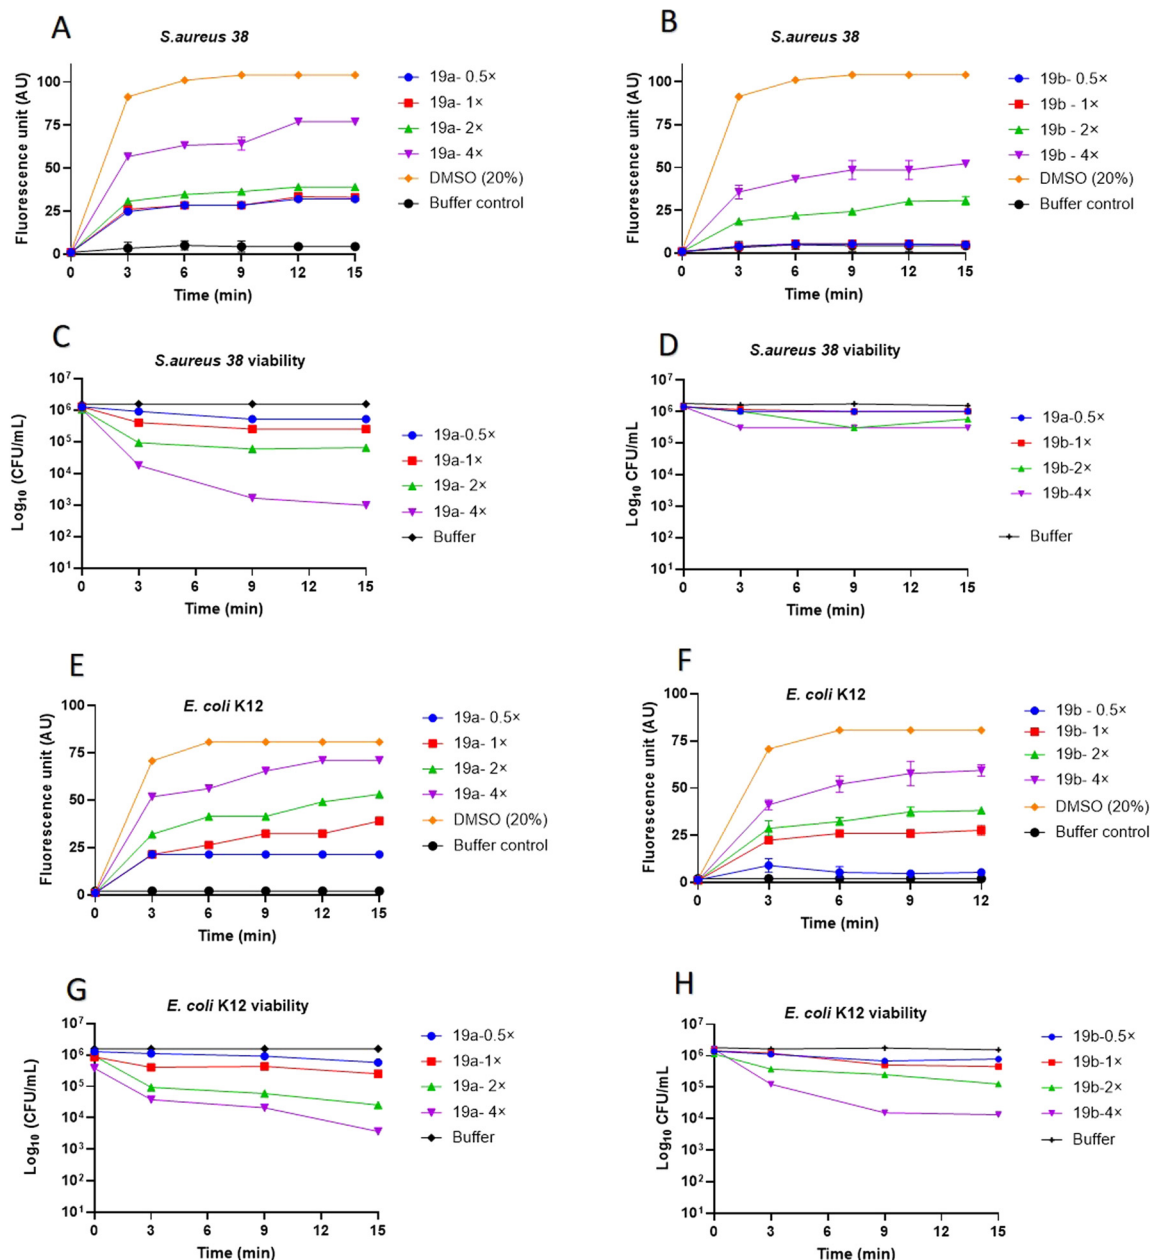 A
S.aureus 38
Fluorescence unit (AU)
100
75
50
25
0
0 3 6 9 12 15
Time (min)
19a- 0.5×
19a- 1×
19a- 2×
19a- 4×
DMSO (20%)
Buffer control
B
S.aureus 38
Fluorescence unit (AU)
100
75
50
25
0
0 3 6 9 12 15
Time (min)
19b- 0.5×
19b - 1×
19b - 2×
19b - 4×
DMSO (20%)
Buffer control
C
S.aureus 38 viability
Log₁₀ (CFU/mL)
10⁷
10⁶
10⁵
10⁴
10³
10²
10¹
0 3 6 9 12 15
Time (min)
19a-0.5×
19a-1×
19a- 2×
19a- 4×
Buffer
D
S.aureus 38 viability
Log₁₀ CFU/mL
10⁷
10⁶
10⁵
10⁴
10³
10²
10¹
0 3 6 9 12 15
Time (min)
19a-0.5×
19b-1×
19b-2×
19b-4×
Buffer
E
E. coli K12
Fluorescence unit (AU)
100
75
50
25
0
0 3 6 9 12 15
Time (min)
19a- 0.5×
19a- 1×
19a- 2×
19a- 4×
DMSO (20%)
Buffer control
F
E. coli K12
Fluorescence unit (AU)
100
75
50
25
0
0 3 6 9 12
Time (min)
19b - 0.5×
19b- 1×
19b- 2×
19b- 4×
DMSO (20%)
Buffer control
G
E. coli K12 viability
Log₁₀ (CFU/mL)
10⁷
10⁶
10⁵
10⁴
10³
10²
10¹
0 3 6 9 12 15
Time (min)
19a-0.5×
19a-1×
19a- 2×
19a- 4×
Buffer
H
E. coli K12 viability
Log₁₀ CFU/mL
10⁷
10⁶
10⁵
10⁴
10³
10²
10¹
0 3 6 9 12 15
Time (min)
19b-0.5×
19b-1×
19b-2×
19b-4×
Buffer